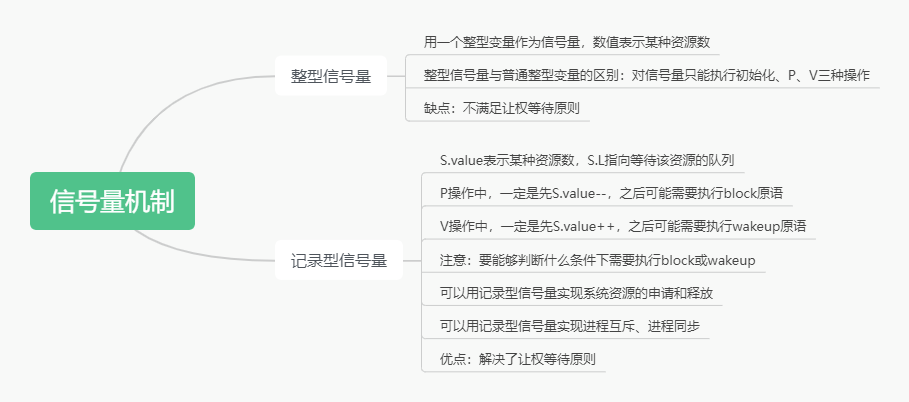 信号量机制
整型信号量
用一个整型变量作为信号量，数值表示某种资源数
整型信号量与普通整型变量的区别：对信号量只能执行初始化、P、V三种操作
缺点：不满足让权等待原则
记录型信号量
S.value表示某种资源数，S.L指向等待该资源的队列
P操作中，一定是先S.value--，之后可能需要执行block原语
V操作中，一定是先S.value++，之后可能需要执行wakeup原语
注意：要能够判断什么条件下需要执行block或wakeup
可以用记录型信号量实现系统资源的申请和释放
可以用记录型信号量实现进程互斥、进程同步
优点：解决了让权等待原则